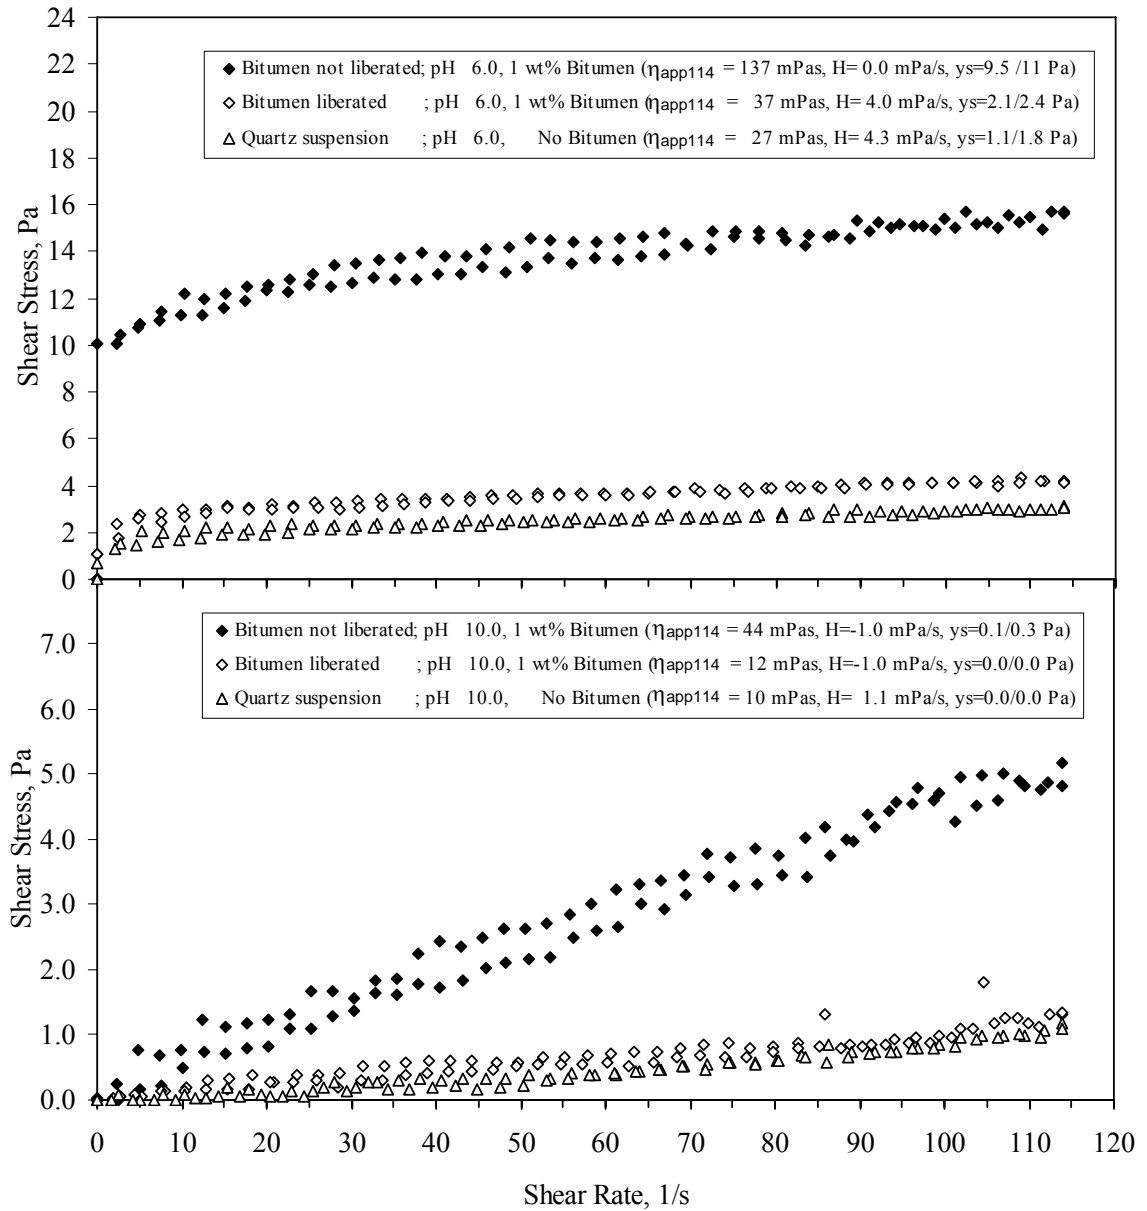 24
22
20
18
16
14
12
10
8
6
4
2
0
Shear Stress, Pa
Bitumen not liberated; pH 6.0, 1 wt% Bitumen (ηapp114 = 137 mPas, H= 0.0 mPa/s, ys=9.5 /11 Pa)
Bitumen liberated ; pH 6.0, 1 wt% Bitumen (ηapp114 = 37 mPas, H= 4.0 mPa/s, ys=2.1/2.4 Pa)
Quartz suspension ; pH 6.0, No Bitumen (ηapp114 = 27 mPas, H= 4.3 mPa/s, ys=1.1/1.8 Pa)
7.0
6.0
5.0
4.0
3.0
2.0
1.0
0.0
Shear Stress, Pa
Bitumen not liberated; pH 10.0, 1 wt% Bitumen (ηapp114 = 44 mPas, H=-1.0 mPa/s, ys=0.1/0.3 Pa)
Bitumen liberated ; pH 10.0, 1 wt% Bitumen (ηapp114 = 12 mPas, H=-1.0 mPa/s, ys=0.0/0.0 Pa)
Quartz suspension ; pH 10.0, No Bitumen (ηapp114 = 10 mPas, H= 1.1 mPa/s, ys=0.0/0.0 Pa)
0 10 20 30 40 50 60 70 80 90 100 110 120
Shear Rate, 1/s